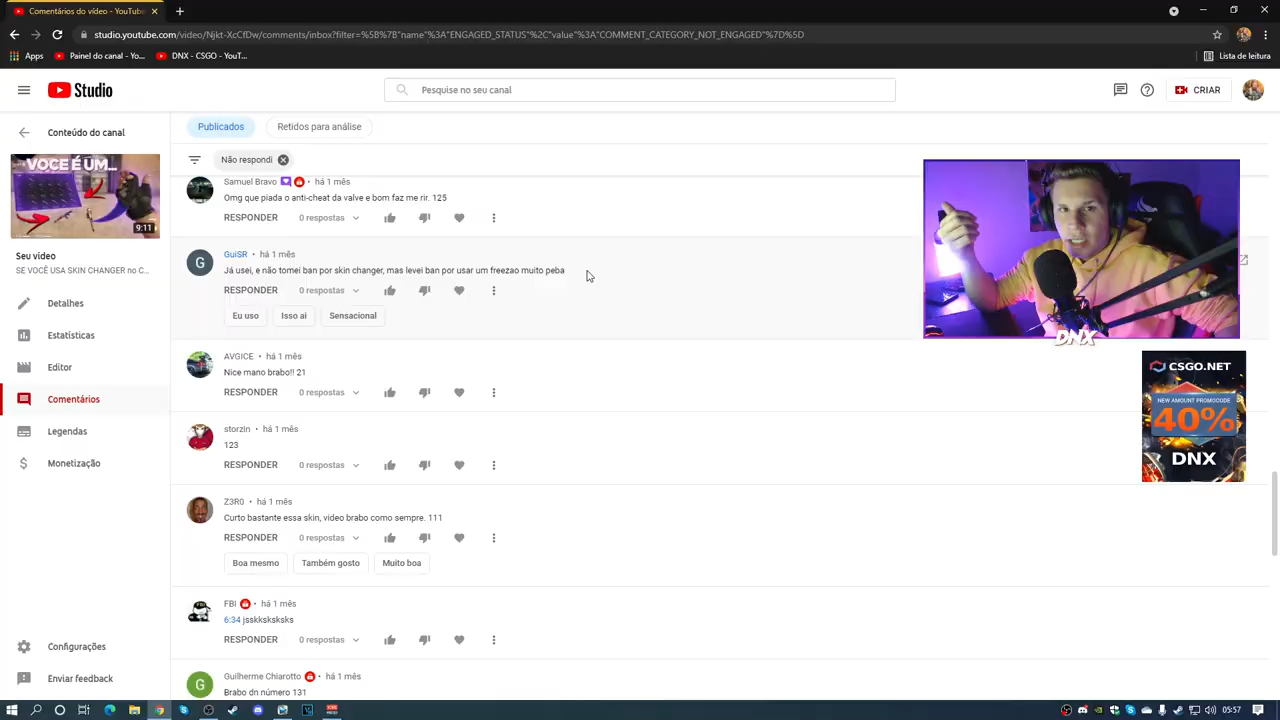 Comentários do vídeo - YouTube
studio.youtube.com/video/Njkt-XcCfDw/comments/inbox?filter=%5B%7B"name"%3A"ENGAGED_STATUS"%2C"value"%3A"COMMENT_CATEGORY_NOT_ENGAGED"%7D%5D
Apps
Painel do canal - Yo...
DNX - CSGO - YouT...
Lista de leitura
Studio
Pesquise no seu canal
CRIAR
Conteúdo do canal
Publicados
Retidos para análise
Não respondi
VOCE É UM...
9:11
Seu vídeo
SE VOCÊ USA SKIN CHANGER no C...
Detalhes
Estatísticas
Editor
Comentários
Legendas
Monetização
Configurações
Enviar feedback
Samuel Bravo • há 1 mês
Omg que piada o anti-cheat da valve e bom faz me rir. 125
RESPONDER 0 respostas
G
GuiSR • há 1 mês
Já usei, e não tomei ban por skin changer, mas levei ban por usar um freezao muito peba
RESPONDER 0 respostas
Eu uso Isso ai Sensacional
AVGICE • há 1 mês
Nice mano brabo!! 21
RESPONDER 0 respostas
storzin • há 1 mês
123
RESPONDER 0 respostas
Z3R0 • há 1 mês
Curto bastante essa skin, video brabo como sempre. 111
RESPONDER 0 respostas
Boa mesmo Também gosto Muito boa
FBI
FBI • há 1 mês
6:34 jsskksksksks
RESPONDER 0 respostas
G
Guilherme Chiarotto • há 1 mês
Brabo dn número 131
DNX
CSGO.NET
NEW AMOUNT PROMOCODE
40%
DNX
05:57